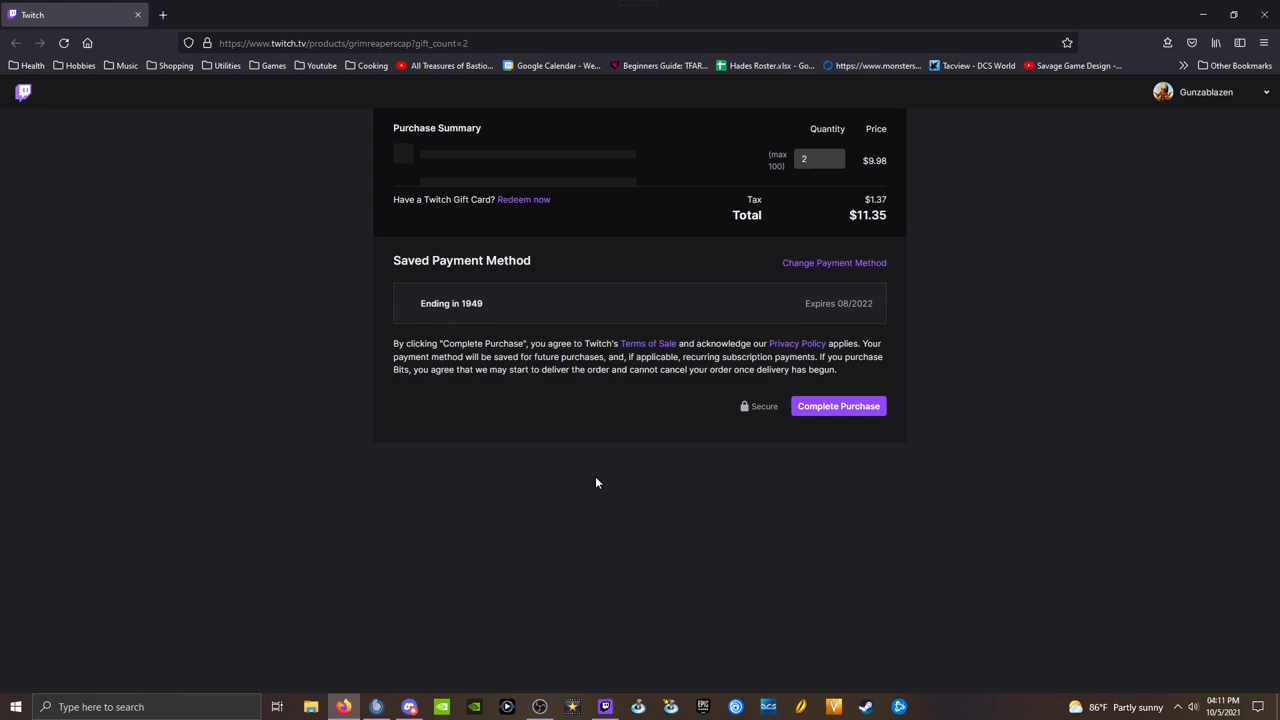 Twitch
https://www.twitch.tv/products/grimreaperscap?gift_count=2
Health Hobbies Music Shopping Utilities Games Youtube Cooking All Treasures of Bastio... Google Calendar - We... Beginners Guide: TFAR... Hades Roster.xlsx - Go... https://www.monsters... Tacview - DCS World Savage Game Design -... Other Bookmarks
Gunzablazen
Purchase Summary Quantity Price
(max 100) 2 $9.98
Have a Twitch Gift Card? Redeem now Tax $1.37
Total $11.35
Saved Payment Method Change Payment Method
Ending in 1949 Expires 08/2022
By clicking "Complete Purchase", you agree to Twitch's Terms of Sale and acknowledge our Privacy Policy applies. Your
payment method will be saved for future purchases, and, if applicable, recurring subscription payments. If you purchase
Bits, you agree that we may start to deliver the order and cannot cancel your order once delivery has begun.
Secure Complete Purchase
Type here to search
86°F Partly sunny
04:11 PM
10/5/2021